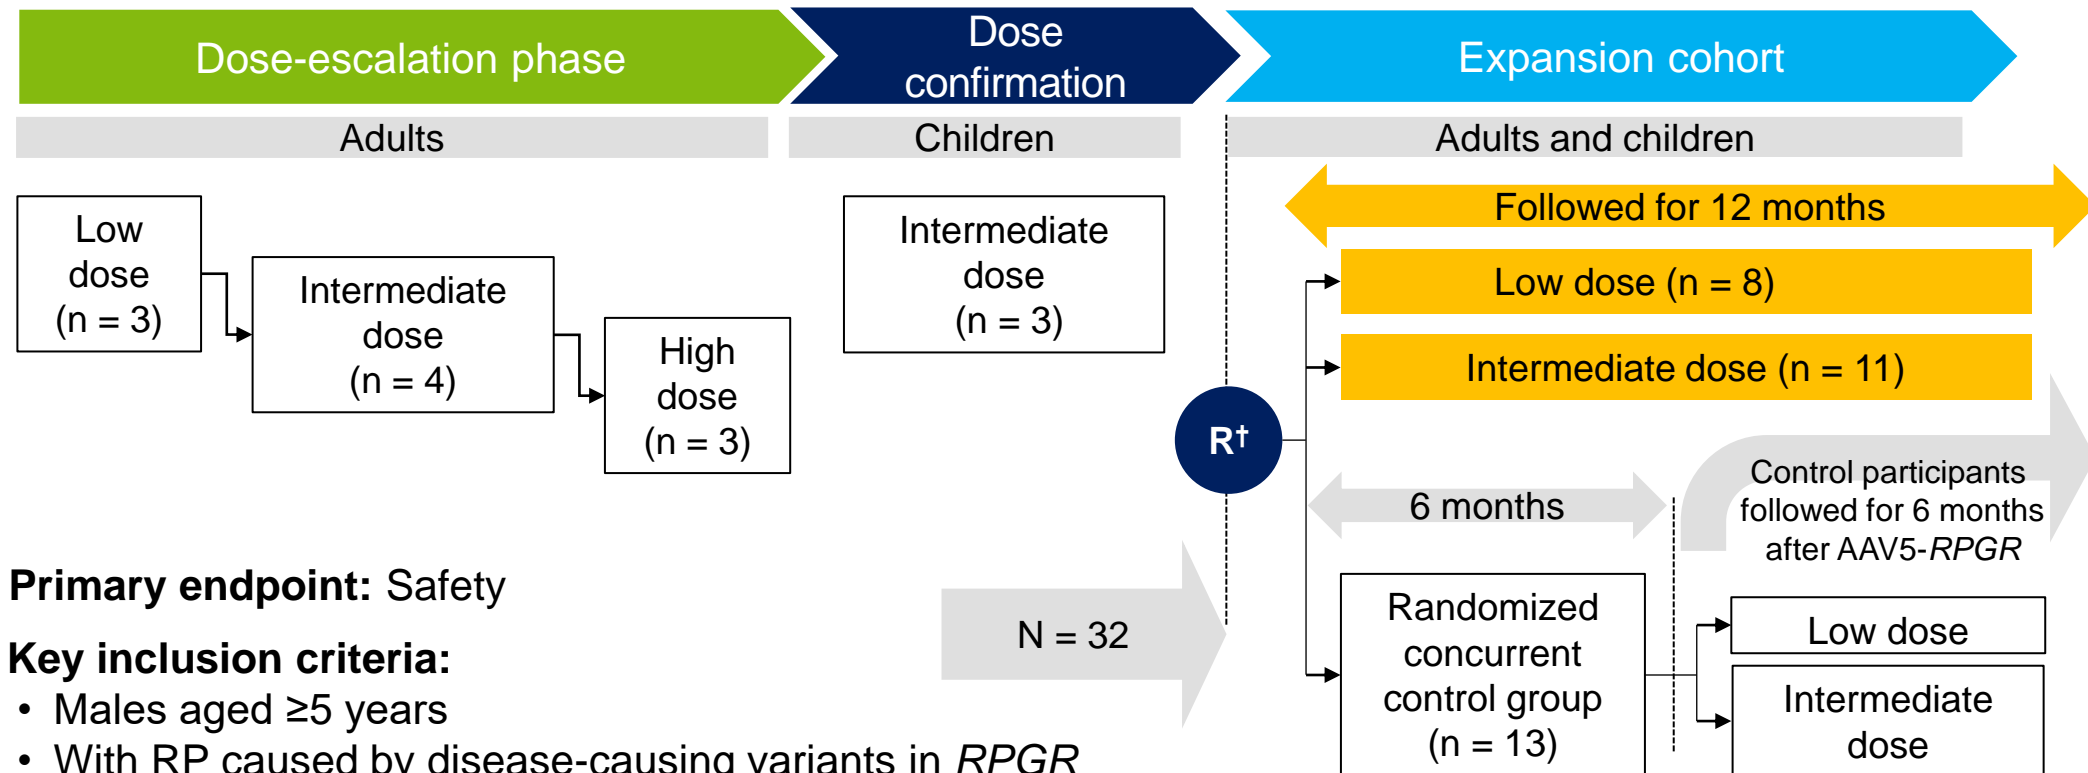 Dose-escalation phase
Dose
confirmation
Expansion cohort
Adults
Children
Adults and children
Low
dose
(n = 3)
Intermediate
dose
(n = 4)
High
dose
(n = 3)
Intermediate
dose
(n = 3)
Followed for 12 months
Low dose (n = 8)
Intermediate dose (n = 11)
R†
6 months
Control participants
followed for 6 months
after AAV5-RPGR
N = 32
Randomized
concurrent
control group
(n = 13)
Low dose
Intermediate
dose
Primary endpoint: Safety
Key inclusion criteria:
• Males aged ≥5 years
• With RP caused by disease-causing variants in RPGR